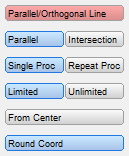 Parallel/Orthogonal Line
Parallel Intersection
Single Proc Repeat Proc
Limited Unlimited
From Center
Round Coord